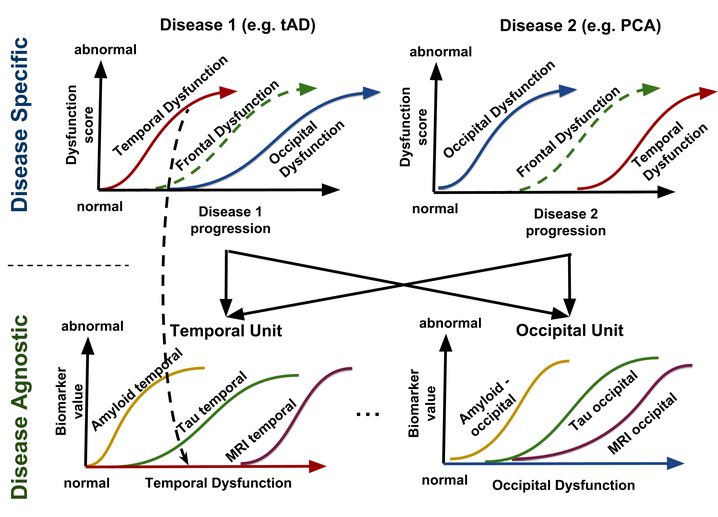 Disease Specific
Disease 1 (e.g. tAD)
abnormal
Dysfunction
score
Temporal Dysfunction
Frontal Dysfunction
Occipital
Dysfunction
normal
Disease 1
progression
Disease 2 (e.g. PCA)
abnormal
Dysfunction
score
Occipital Dysfunction
Frontal Dysfunction
Temporal
Dysfunction
normal
Disease 2
progression
Disease Agnostic
Temporal Unit
abnormal
Biomarker
value
Amyloid temporal
Tau temporal
MRI temporal
normal
Temporal Dysfunction
...
Occipital Unit
abnormal
Biomarker
value
Amyloid -
occipital
Tau occipital
MRI occipital
normal
Occipital Dysfunction